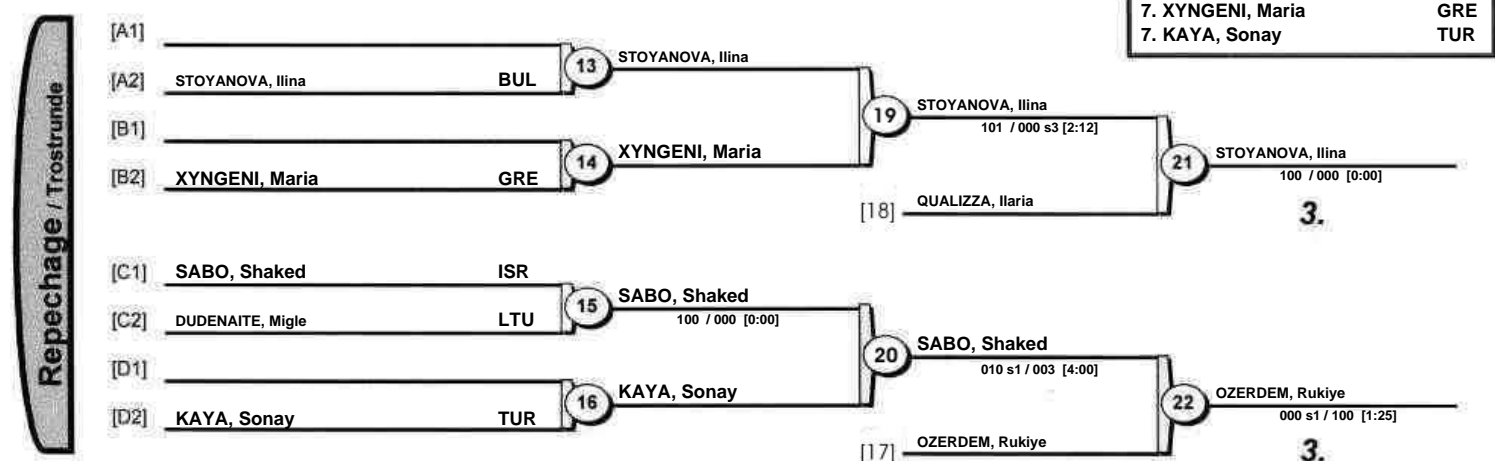 7. XYNGENI, Maria GRE
7. KAYA, Sonay TUR
Repechage / Trostrunde
[A1]
[A2] STOYANOVA, Ilina BUL
13 STOYANOVA, Ilina
[B1]
[B2] XYNGENI, Maria GRE
14 XYNGENI, Maria
19 STOYANOVA, Ilina
101 / 000 s3 [2:12]
[18] QUALIZZA, Ilaria
21 STOYANOVA, Ilina
100 / 000 [0:00]
3.
[C1] SABO, Shaked ISR
[C2] DUDENAITE, Migle LTU
15 SABO, Shaked
100 / 000 [0:00]
[D1]
[D2] KAYA, Sonay TUR
16 KAYA, Sonay
20 SABO, Shaked
010 s1 / 003 [4:00]
[17] OZERDEM, Rukiye
22 OZERDEM, Rukiye
000 s1 / 100 [1:25]
3.